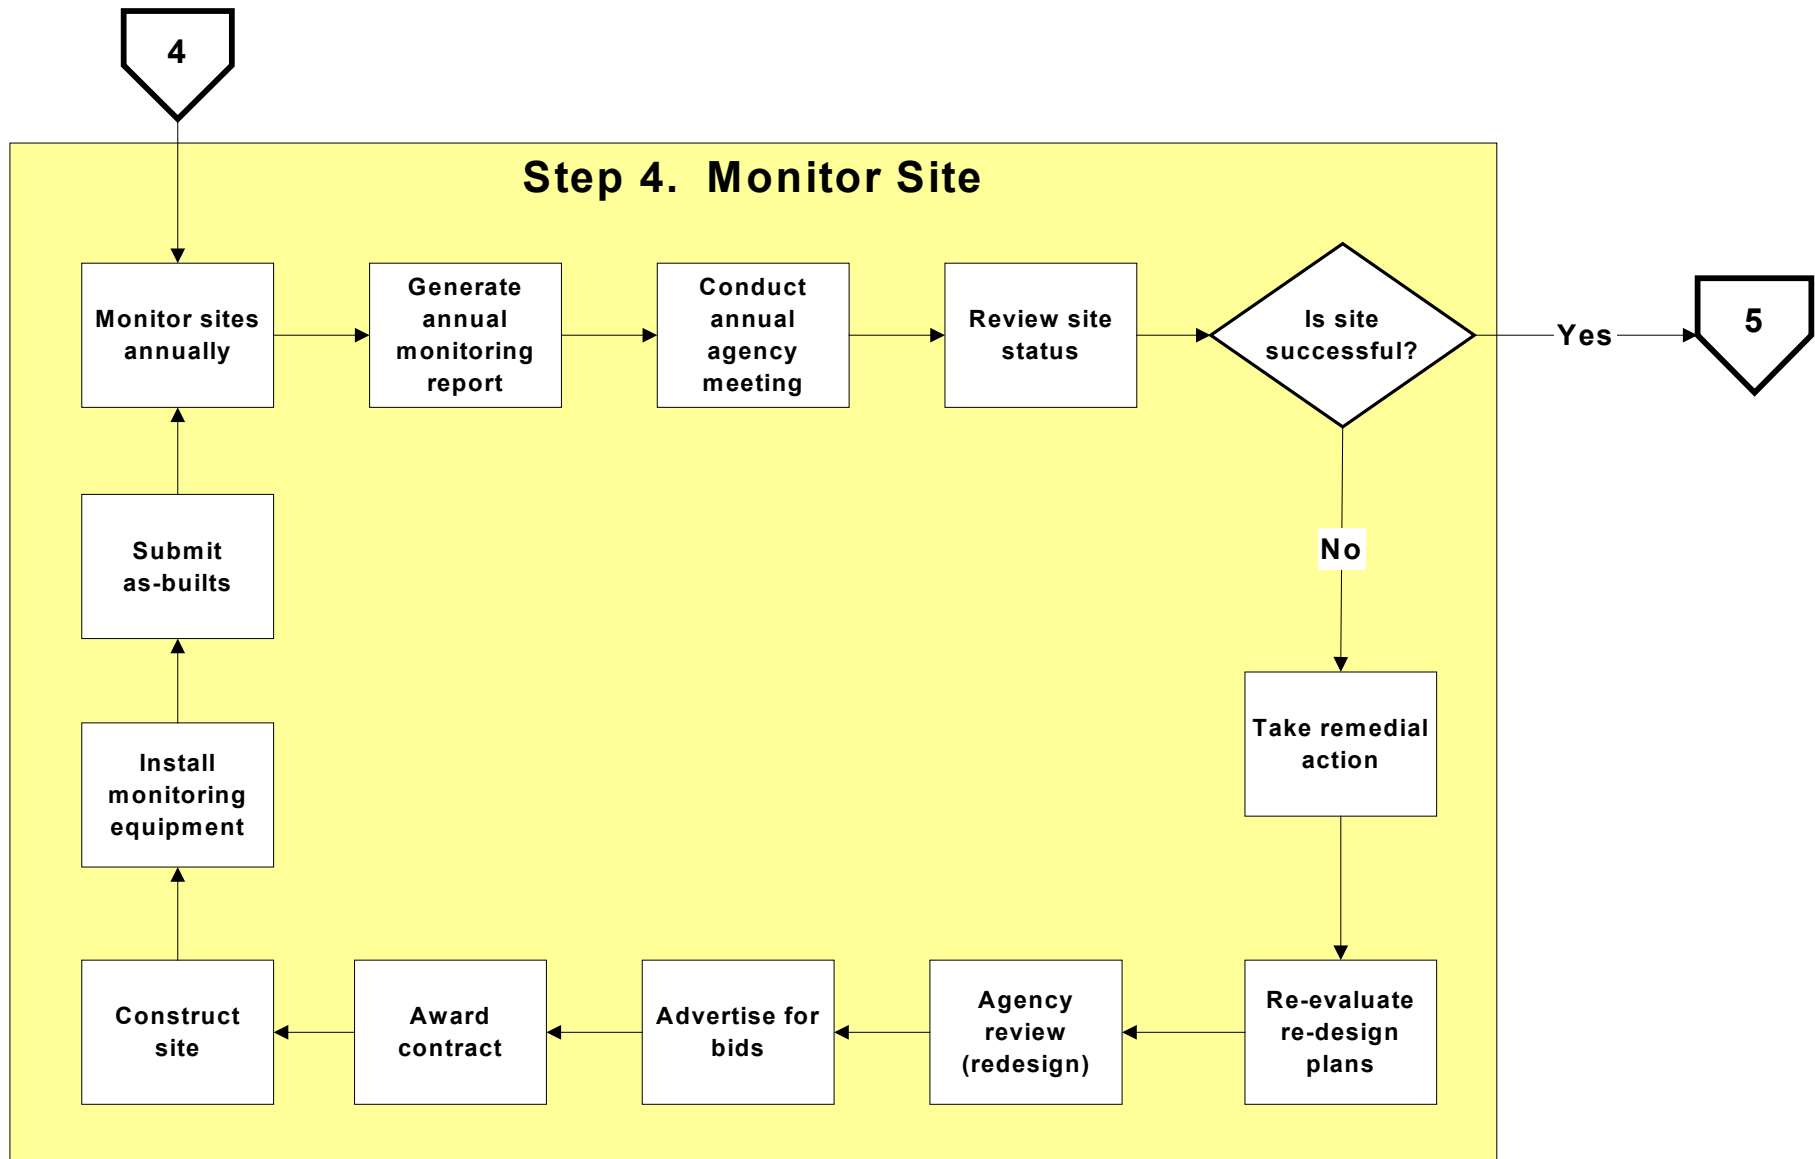 4
Step 4. Monitor Site
Monitor sites
annually
Generate
annual
monitoring
report
Conduct
annual
agency
meeting
Review site
status
Is site
successful?
Yes
5
Submit
as-builts
No
Install
monitoring
equipment
Take remedial
action
Construct
site
Award
contract
Advertise for
bids
Agency
review
(redesign)
Re-evaluate
re-design
plans